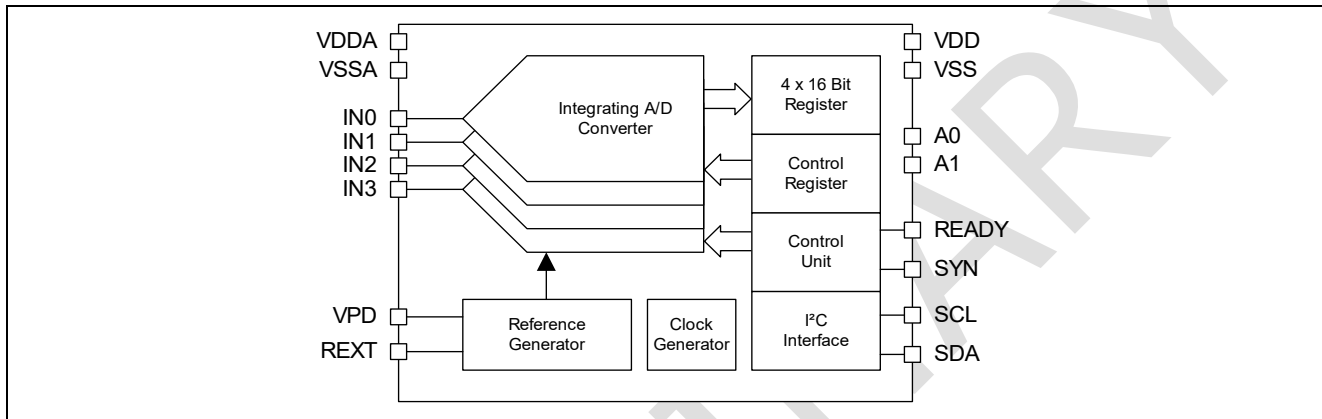 VDDA
VSSA
IN0
IN1
IN2
IN3
VPD
REXT
Integrating A/D
Converter
Reference
Generator
Clock
Generator
4 x 16 Bit
Register
Control
Register
Control
Unit
I²C
Interface
VDD
VSS
A0
A1
READY
SYN
SCL
SDA
ARY